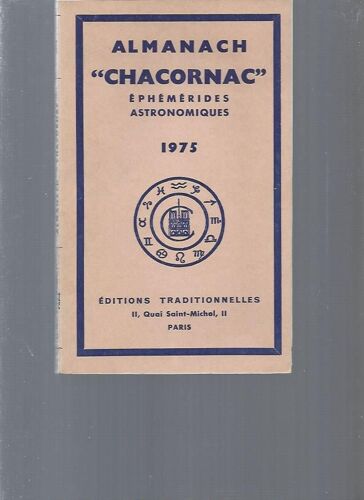 ALMANACH
"CHACORNAC"
ÉPHÉMÉRIDES
ASTRONOMIQUES
1975
ÉDITIONS TRADITIONNELLES
11, Quai Saint-Michel, 11
PARIS